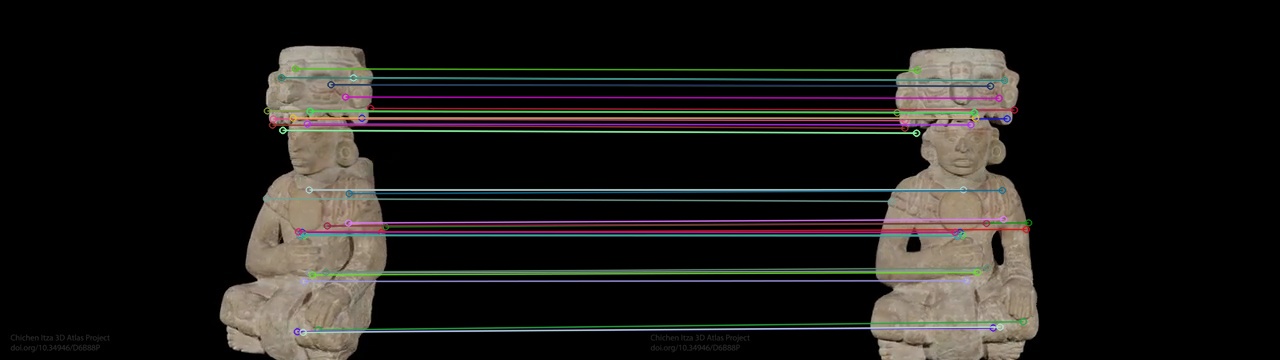 Chichen Itza 3D Atlas Project
doi.org/10.34946/D6B88P
Chichen Itza 3D Atlas Project
doi.org/10.34946/D6B88P